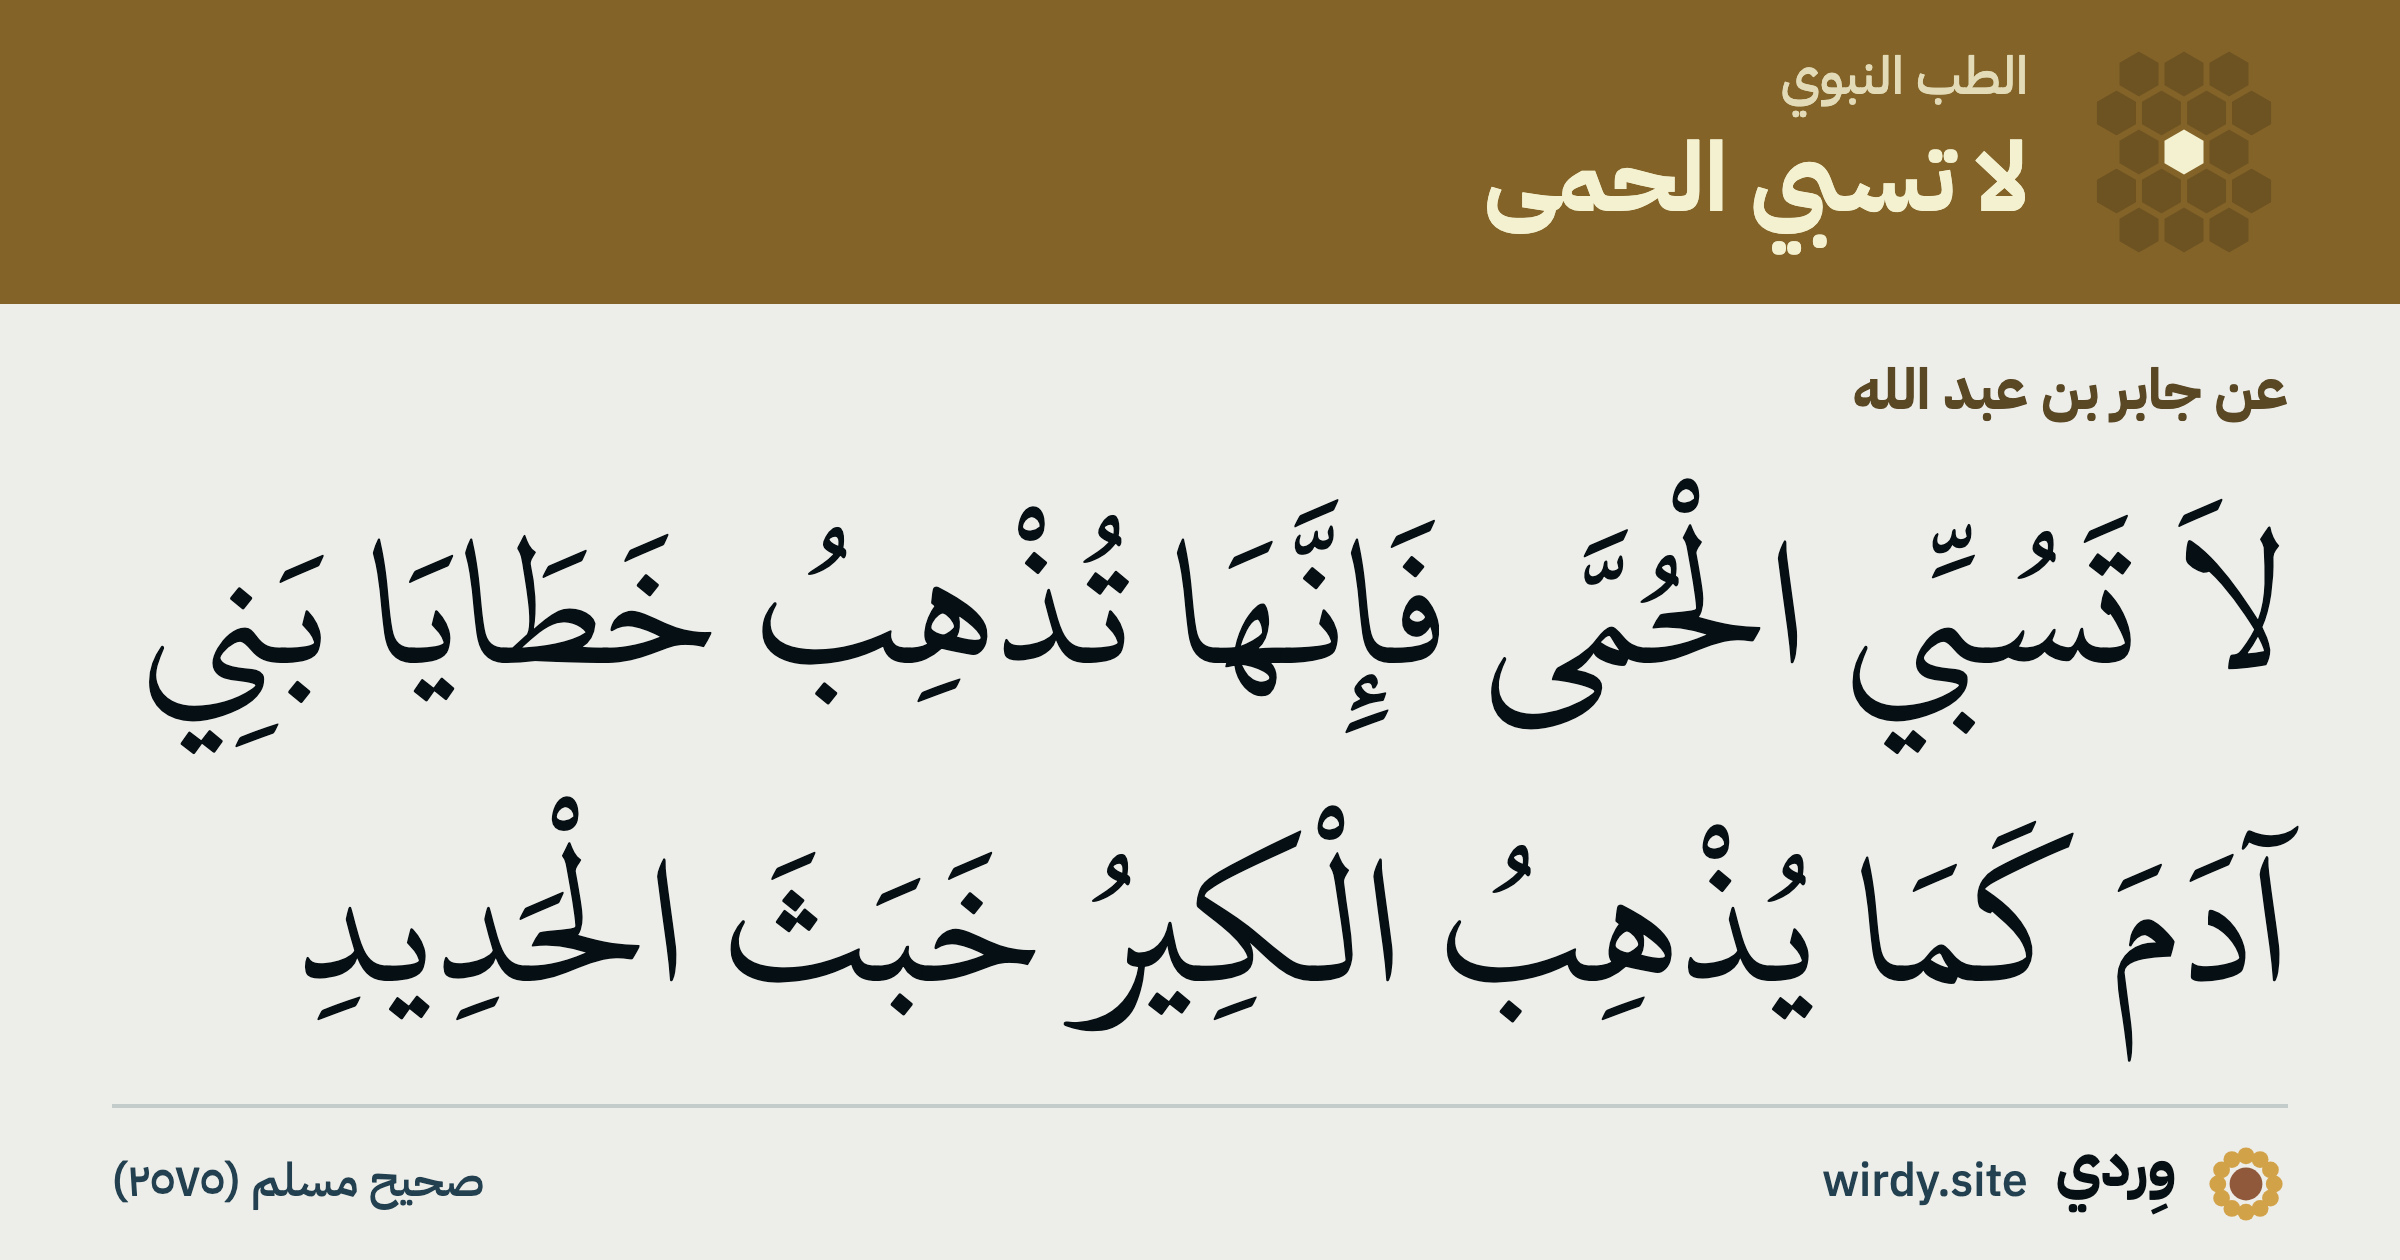 الطب النبوي
لا تسبي الحمى
عن جابر بن عبد الله
لاَ تَسُبِّي الْحُمَّى فَإِنَّهَا تُذْهِبُ خَطَايَا بَنِي
آدَمَ كَمَا يُذْهِبُ الْكِيرُ خَبَثَ الْحَدِيدِ
وِردي wirdy.site
صحيح مسلم (٢٥٧٥)